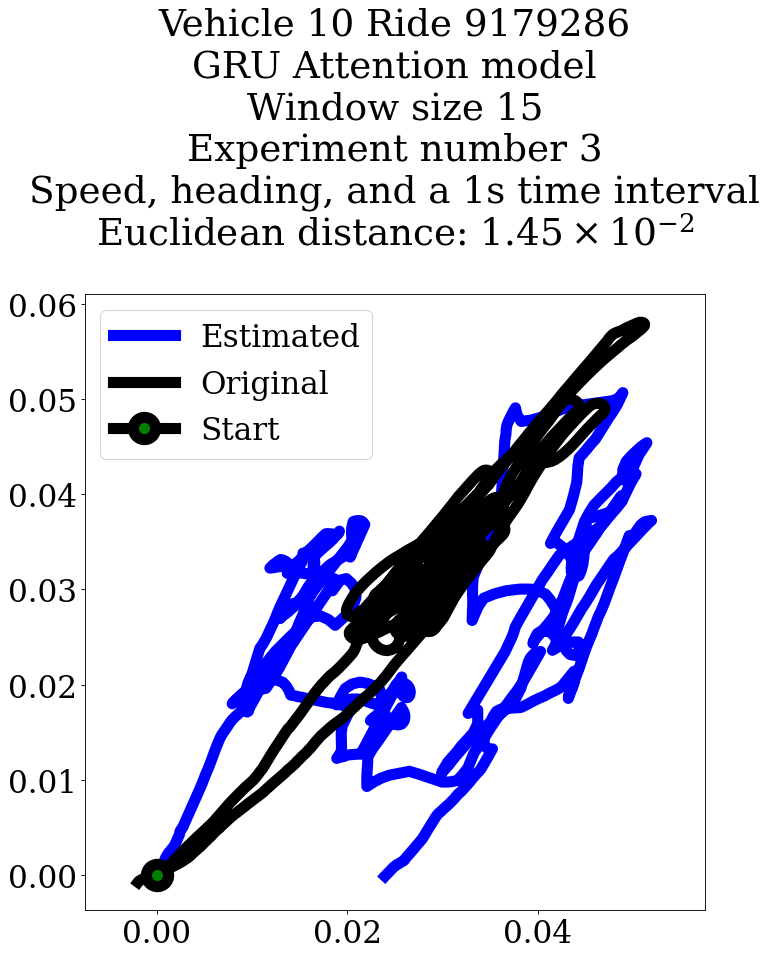 Vehicle 10 Ride 9179286
GRU Attention model
Window size 15
Experiment number 3
Speed, heading, and a 1s time interval
Euclidean distance: 1.45 × 10⁻²
0.06
0.05
0.04
0.03
0.02
0.01
0.00
Estimated
Original
Start
0.00 0.02 0.04